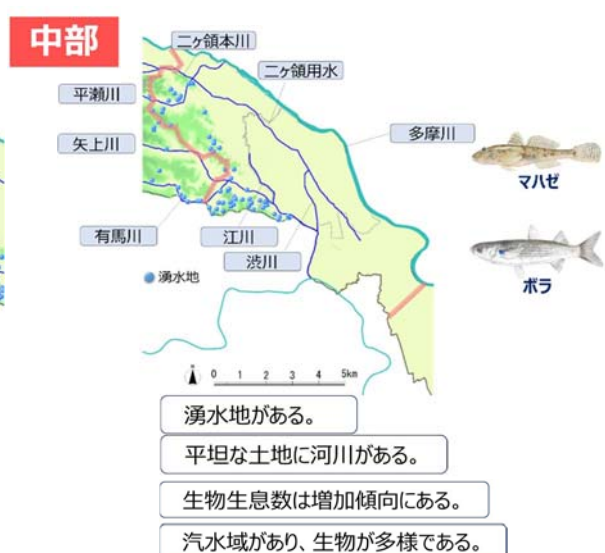 中部
二ヶ領本川
二ヶ領用水
平瀬川
多摩川
矢上川
マハゼ
有馬川
江川
渋川
湧水地
ボラ
0 1 2 3 4 5km
湧水地がある。
平坦な土地に河川がある。
生物生息数は増加傾向にある。
汽水域があり、生物が多様である。